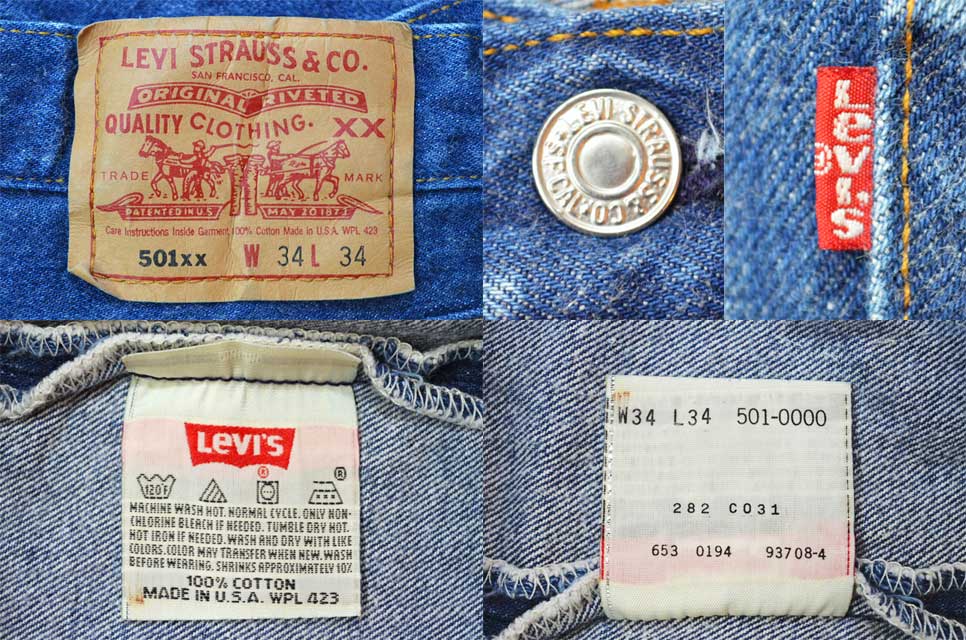 LEVI STRAUSS & CO.
SAN FRANCISCO, CAL.
ORIGINAL RIVETED
QUALITY CLOTHING. XX
TRADE MARK
PATENTED IN U.S. MAY 20 1873
Care Instructions Inside Garment 100% Cotton Made in U.S.A. WPL 423
501xx W 34 L 34
LEVI STRAUSS & CO
Levi's
®
LEVI'S
®
®
120F
MACHINE WASH HOT. NORMAL CYCLE. ONLY NON-
CHLORINE BLEACH IF NEEDED. TUMBLE DRY HOT.
HOT IRON IF NEEDED. WASH AND DRY WITH LIKE
COLORS. COLOR MAY TRANSFER WHEN NEW. WASH
BEFORE WEARING. SHRINKS APPROXIMATELY 10%
100% COTTON
MADE IN U.S.A. WPL 423
W34 L34 501-0000
282 C031
653 0194 93708-4